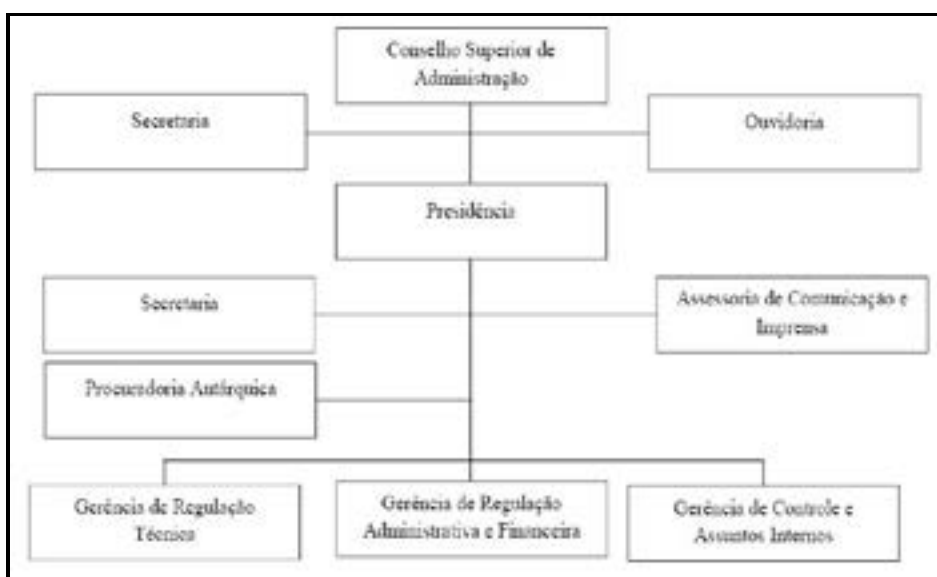 Conselho Superior de
Administração
Secretaria
Ouvidoria
Presidência
Secretaria
Assessoria de Comunicação e
Imprensa
Procuradoria Autárquica
Gerência de Regulação
Técnica
Gerência de Regulação
Administrativa e Financeira
Gerência de Controle e
Assuntos Internos